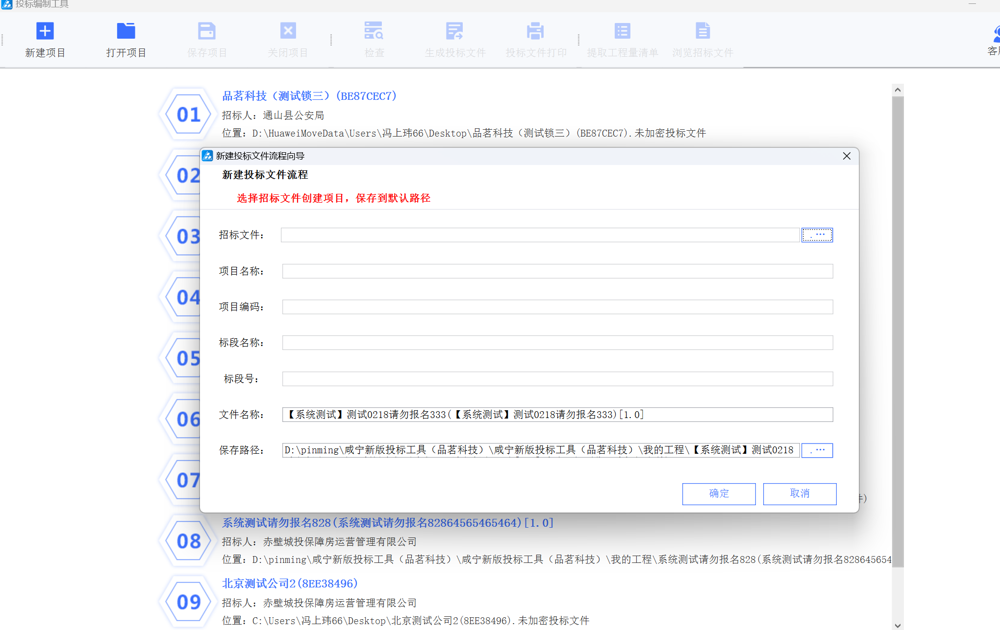 投标编制工具
新建项目 打开项目 保存项目 关闭项目 检查 生成投标文件 投标文件打印 提取工程量清单 浏览招标文件
01
品茗科技（测试锁三）(BE87CEC7)
招标人：通山县公安局
位置：D:\HuaweiMoveData\Users\冯上玮66\Desktop\品茗科技（测试锁三）(BE87CEC7).未加密投标文件
02
03
04
05
06
07
新建投标文件流程向导
新建投标文件流程
选择招标文件创建项目，保存到默认路径
招标文件： ...
项目名称：
项目编码：
标段名称：
标段号：
文件名称： 【系统测试】测试0218请勿报名333(【系统测试】测试0218请勿报名333)[1.0]
保存路径： D:\pinming\咸宁新版投标工具（品茗科技）\咸宁新版投标工具（品茗科技）\我的工程\【系统测试】测试0218 ...
确定 取消
08
系统测试请勿报名828(系统测试请勿报名82864565465464)[1.0]
招标人：赤壁城投保障房运营管理有限公司
位置：D:\pinming\咸宁新版投标工具（品茗科技）\咸宁新版投标工具（品茗科技）\我的工程\系统测试请勿报名828(系统测试请勿报名828645654
09
北京测试公司2(8EE38496)
招标人：赤壁城投保障房运营管理有限公司
位置：C:\Users\冯上玮66\Desktop\北京测试公司2(8EE38496).未加密投标文件